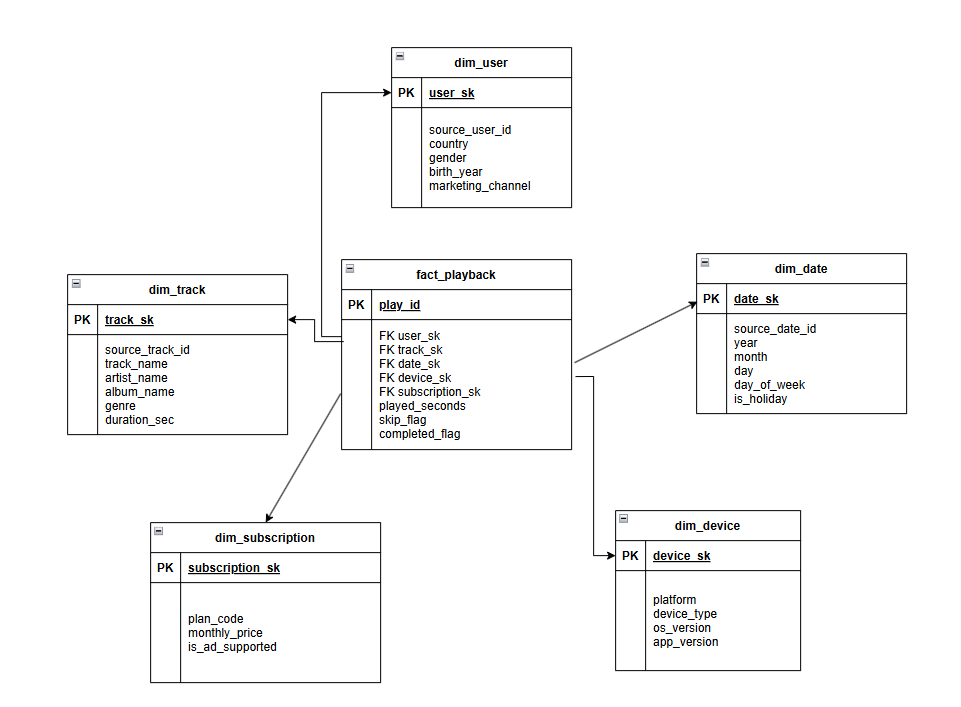 dim_user
PK user_sk
source_user_id
country
gender
birth_year
marketing_channel
dim_track
PK track_sk
source_track_id
track_name
artist_name
album_name
genre
duration_sec
fact_playback
PK play_id
FK user_sk
FK track_sk
FK date_sk
FK device_sk
FK subscription_sk
played_seconds
skip_flag
completed_flag
dim_date
PK date_sk
source_date_id
year
month
day
day_of_week
is_holiday
dim_subscription
PK subscription_sk
plan_code
monthly_price
is_ad_supported
dim_device
PK device_sk
platform
device_type
os_version
app_version